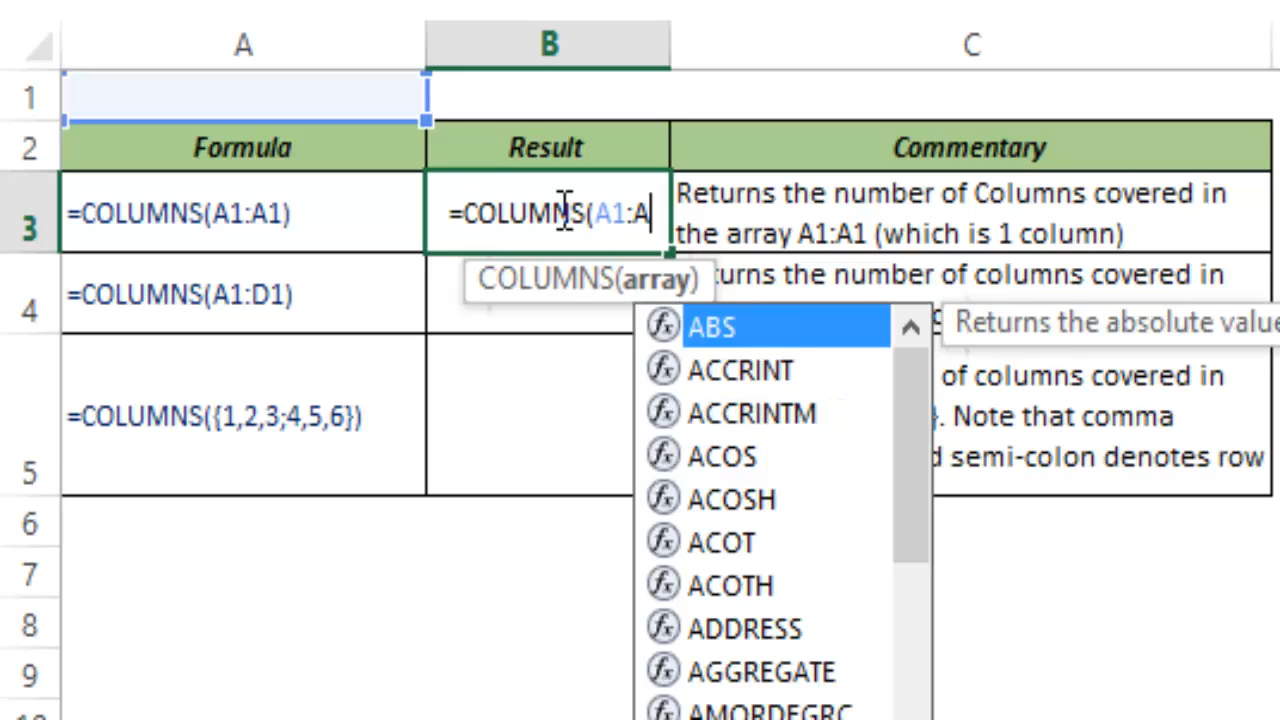 A B C
1
2 Formula Result Commentary
3 =COLUMNS(A1:A1) =COLUMNS(A1:A Returns the number of Columns covered in
the array A1:A1 (which is 1 column)
COLUMNS(array)
4 =COLUMNS(A1:D1) turns the number of columns covered in
ABS Returns the absolute value
ACCRINT
of columns covered in
5 =COLUMNS({1,2,3;4,5,6}) ACCRINTM }. Note that comma
ACOS d semi-colon denotes row
ACOSH
6
ACOT
7 ACOTH
8 ADDRESS
9 AGGREGATE
10 AMORDEGRC